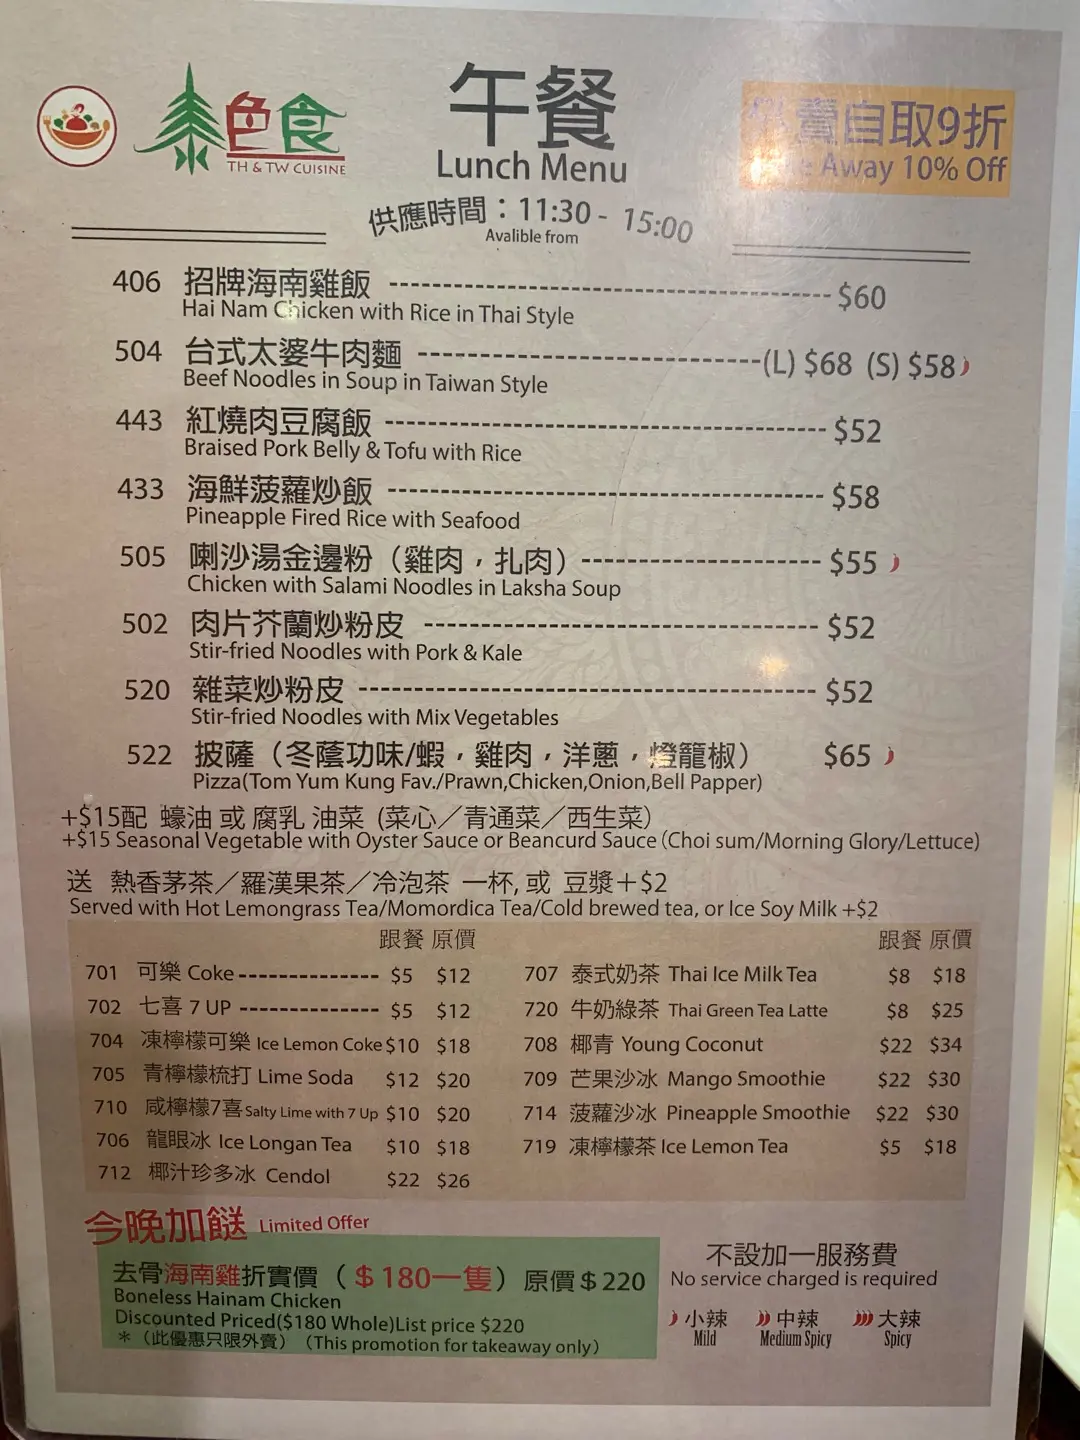 泰色食
TH & TW CUISINE
午餐
Lunch Menu
賣自取9折
Away 10% Off
供應時間：11:30 - 15:00
Avalible from
406 招牌海南雞飯 $60
Hai Nam Chicken with Rice in Thai Style
504 台式太婆牛肉麵 (L) $68 (S) $58
Beef Noodles in Soup in Taiwan Style
443 紅燒肉豆腐飯 $52
Braised Pork Belly & Tofu with Rice
433 海鮮菠蘿炒飯 $58
Pineapple Fired Rice with Seafood
505 喇沙湯金邊粉（雞肉，扎肉） $55
Chicken with Salami Noodles in Laksha Soup
502 肉片芥蘭炒粉皮 $52
Stir-fried Noodles with Pork & Kale
520 雜菜炒粉皮 $52
Stir-fried Noodles with Mix Vegetables
522 披薩（冬蔭功味/蝦，雞肉，洋蔥，燈籠椒） $65
Pizza(Tom Yum Kung Fav./Prawn,Chicken,Onion,Bell Papper)
+$15配 蠔油 或 腐乳 油菜 (菜心／青通菜／西生菜)
+$15 Seasonal Vegetable with Oyster Sauce or Beancurd Sauce (Choi sum/Morning Glory/Lettuce)
送 熱香茅茶／羅漢果茶／冷泡茶 一杯, 或 豆漿＋$2
Served with Hot Lemongrass Tea/Momordica Tea/Cold brewed tea, or Ice Soy Milk +$2
跟餐 原價
701 可樂 Coke $5 $12
702 七喜 7 UP $5 $12
704 凍檸檬可樂 Ice Lemon Coke $10 $18
705 青檸檬梳打 Lime Soda $12 $20
710 咸檸檬7喜 Salty Lime with 7 Up $10 $20
706 龍眼冰 Ice Longan Tea $10 $18
712 椰汁珍多冰 Cendol $22 $26
跟餐 原價
707 泰式奶茶 Thai Ice Milk Tea $8 $18
720 牛奶綠茶 Thai Green Tea Latte $8 $25
708 椰青 Young Coconut $22 $34
709 芒果沙冰 Mango Smoothie $22 $30
714 菠蘿沙冰 Pineapple Smoothie $22 $30
719 凍檸檬茶 Ice Lemon Tea $5 $18
今晚加餸 Limited Offer
去骨海南雞折實價（$180一隻）原價$220
Boneless Hainam Chicken
Discounted Priced($180 Whole)List price $220
＊（此優惠只限外賣）（This promotion for takeaway only）
不設加一服務費
No service charged is required
小辣 中辣 大辣
Mild Medium Spicy Spicy